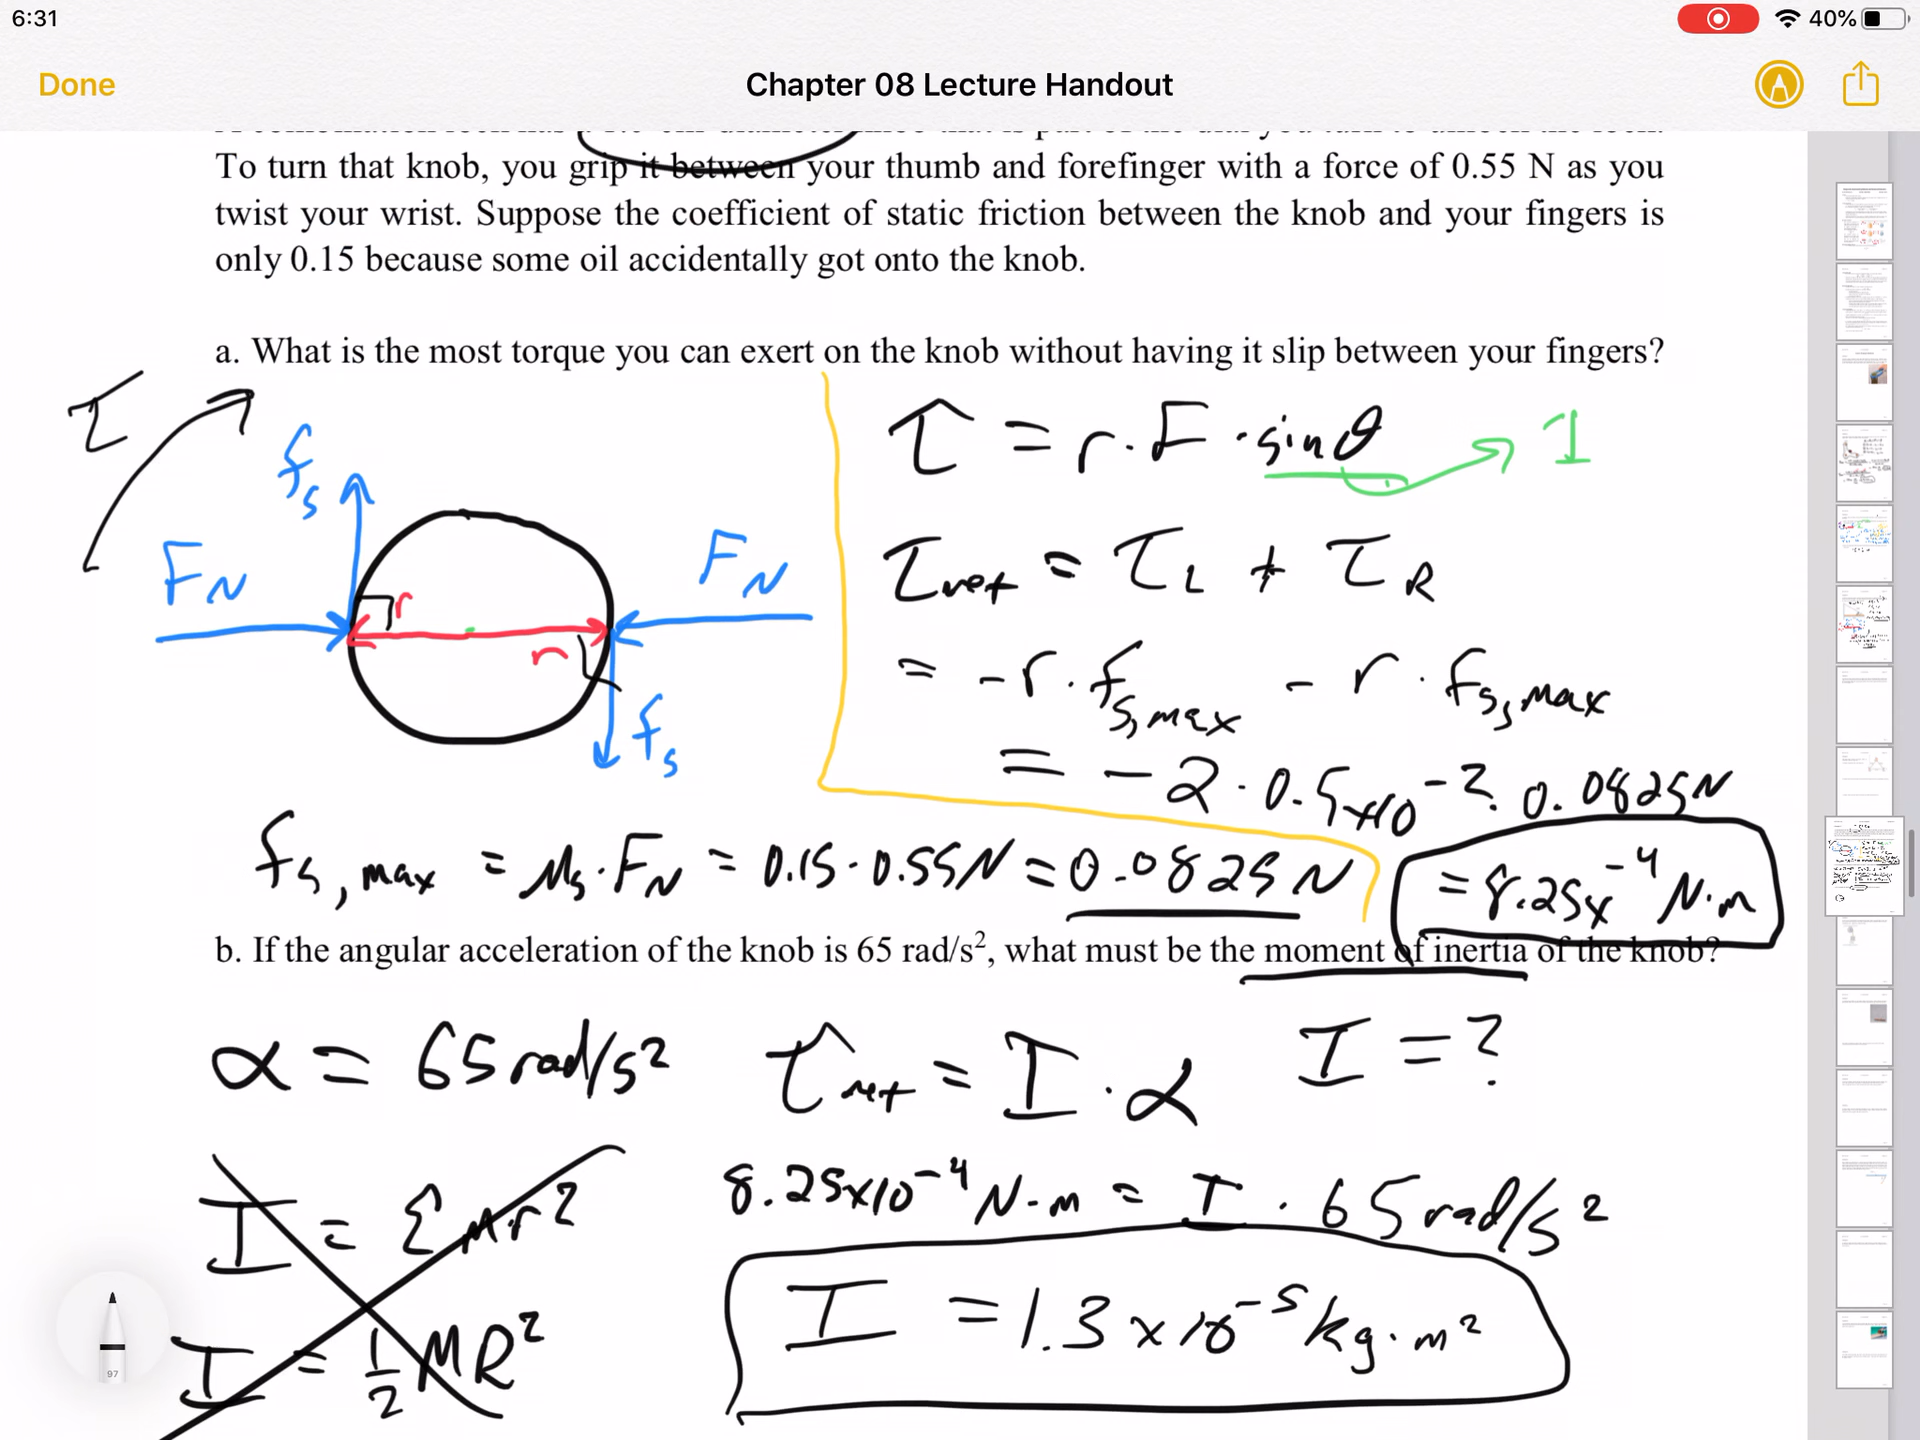 6:31
40%
Done
Chapter 08 Lecture Handout
To turn that knob, you grip it between your thumb and forefinger with a force of 0.55 N as you
twist your wrist. Suppose the coefficient of static friction between the knob and your fingers is
only 0.15 because some oil accidentally got onto the knob.
a. What is the most torque you can exert on the knob without having it slip between your fingers?
τ
fs
FN
FN
r
r
fs
τ = r · F · sinθ
1
τnet = τL + τR
= - r · fs,max - r · fs,max
= - 2 · 0.5x10⁻² · 0.0825N
fs,max = μs · FN = 0.15 · 0.55N = 0.0825 N
= 8.25x⁻⁴ N·m
b. If the angular acceleration of the knob is 65 rad/s², what must be the moment of inertia of the knob?
α = 65 rad/s²
τnet = I · α
I = ?
I = Σmr²
8.25x10⁻⁴ N·m = I · 65 rad/s²
I = 1/2 MR²
I = 1.3 x 10⁻⁵ kg·m²
97